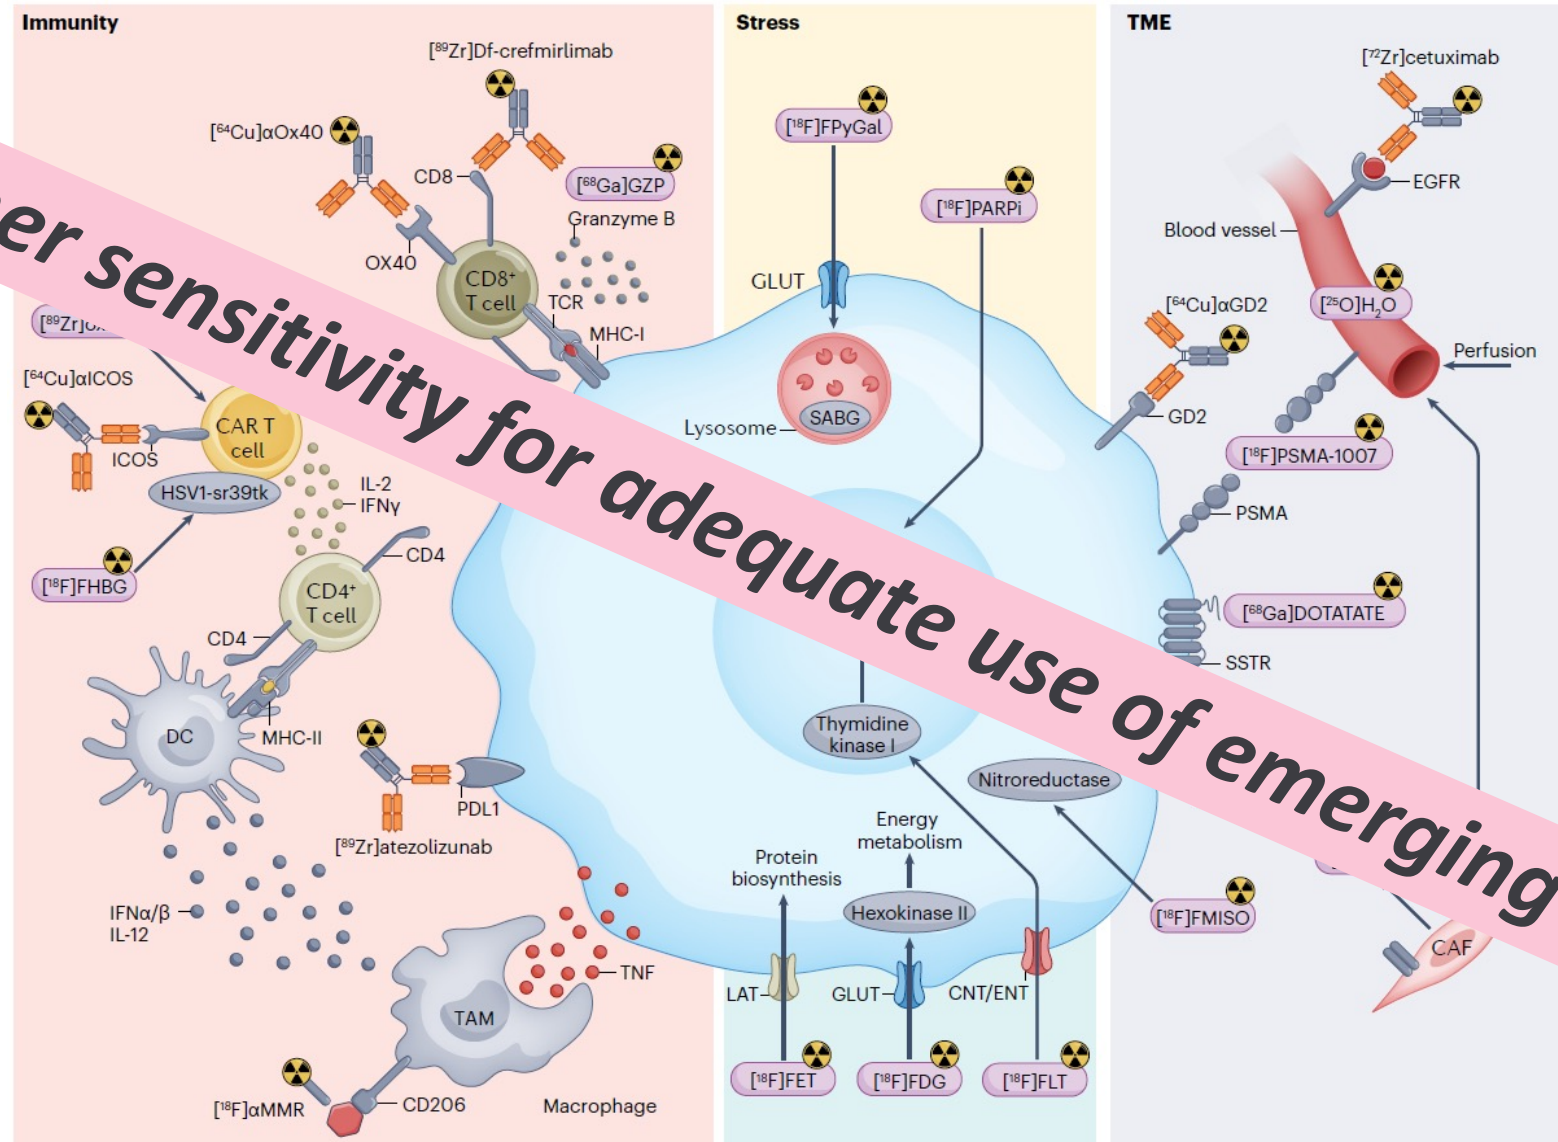 Immunity
[⁸⁹Zr]Df-crefmirlimab
[⁶⁴Cu]αOx40
CD8
[⁶⁸Ga]GZP
Granzyme B
OX40
CD8⁺
T cell
TCR
MHC-I
[⁸⁹Zr]
[⁶⁴Cu]αICOS
ICOS
CAR T
cell
HSV1-sr39tk
IL-2
IFNγ
[¹⁸F]FHBG
CD4
CD4⁺
T cell
CD4
DC
MHC-II
PDL1
[⁸⁹Zr]atezolizunab
IFNα/β
IL-12
TNF
TAM
[¹⁸F]αMMR
CD206
Macrophage
Stress
[¹⁸F]FPyGal
[¹⁸F]PARPi
GLUT
Lysosome
SABG
Thymidine
kinase I
Nitroreductase
Energy
metabolism
Protein
biosynthesis
Hexokinase II
LAT
GLUT
CNT/ENT
[¹⁸F]FET
[¹⁸F]FDG
[¹⁸F]FLT
TME
[⁷²Zr]cetuximab
EGFR
Blood vessel
[²⁵O]H₂O
[⁶⁴Cu]αGD2
Perfusion
GD2
[¹⁸F]PSMA-1007
PSMA
[⁶⁸Ga]DOTATATE
SSTR
[¹⁸F]FMISO
CAF
sensitivity for adequate use of emerging